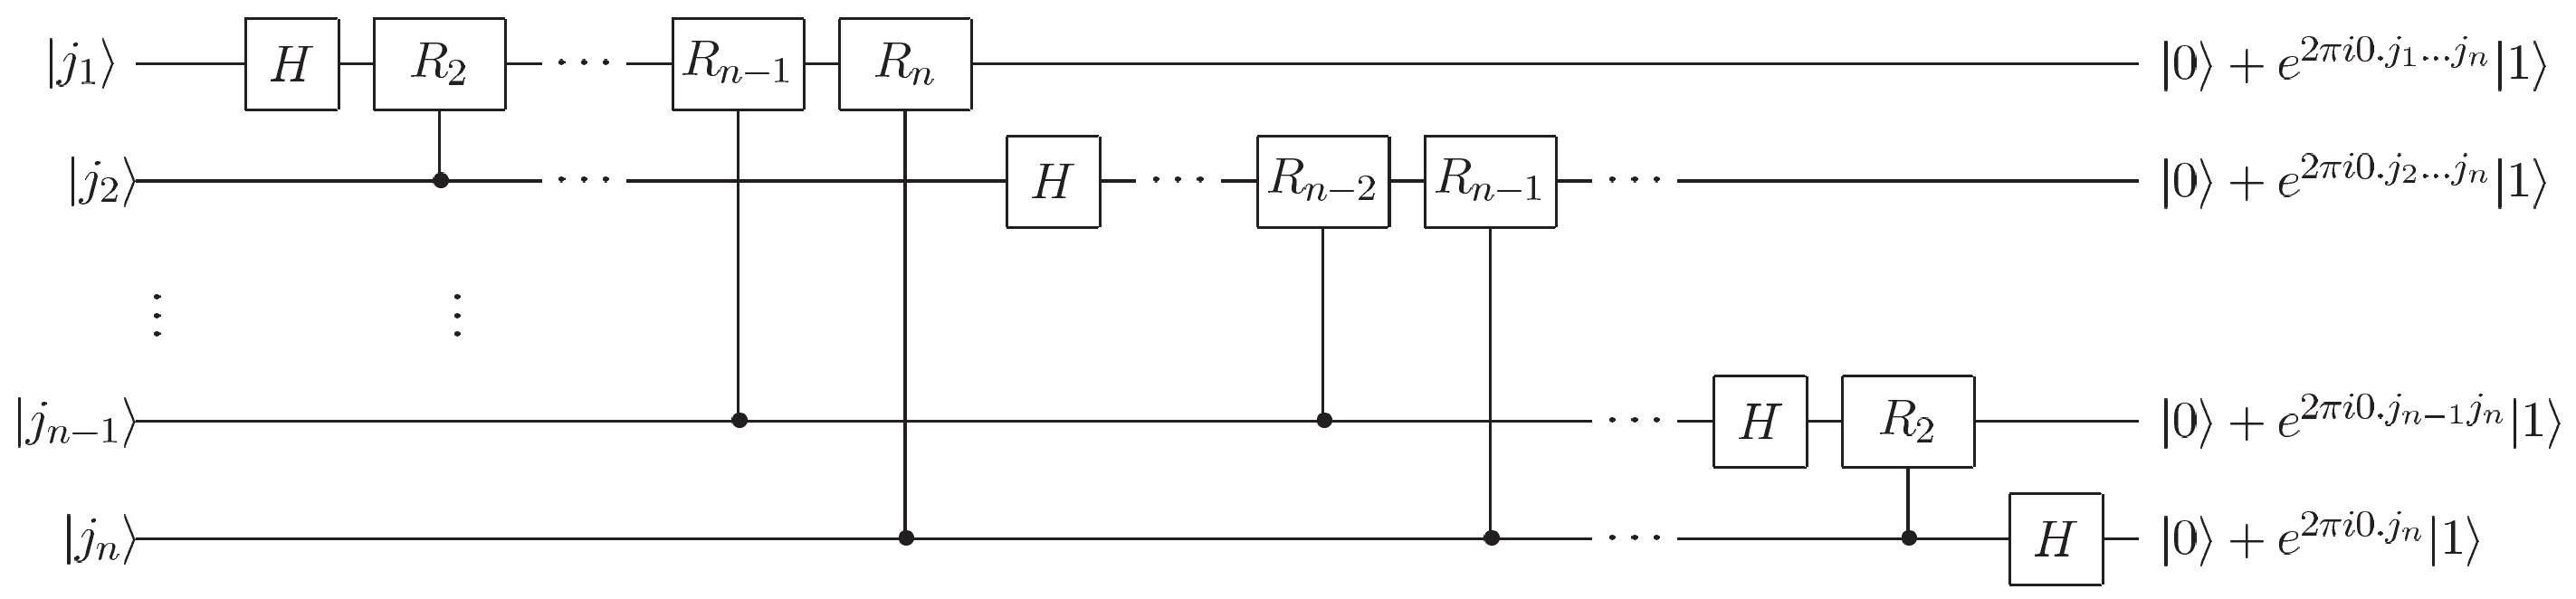 |j₁⟩ H R₂ ··· Rₙ₋₁ Rₙ |0⟩ + e^{2πi0.j₁…jₙ}|1⟩
|j₂⟩ ··· H ··· Rₙ₋₂ Rₙ₋₁ ··· |0⟩ + e^{2πi0.j₂…jₙ}|1⟩
⋮ ⋮
|jₙ₋₁⟩ ··· H R₂ |0⟩ + e^{2πi0.jₙ₋₁jₙ}|1⟩
|jₙ⟩ ··· H |0⟩ + e^{2πi0.jₙ}|1⟩